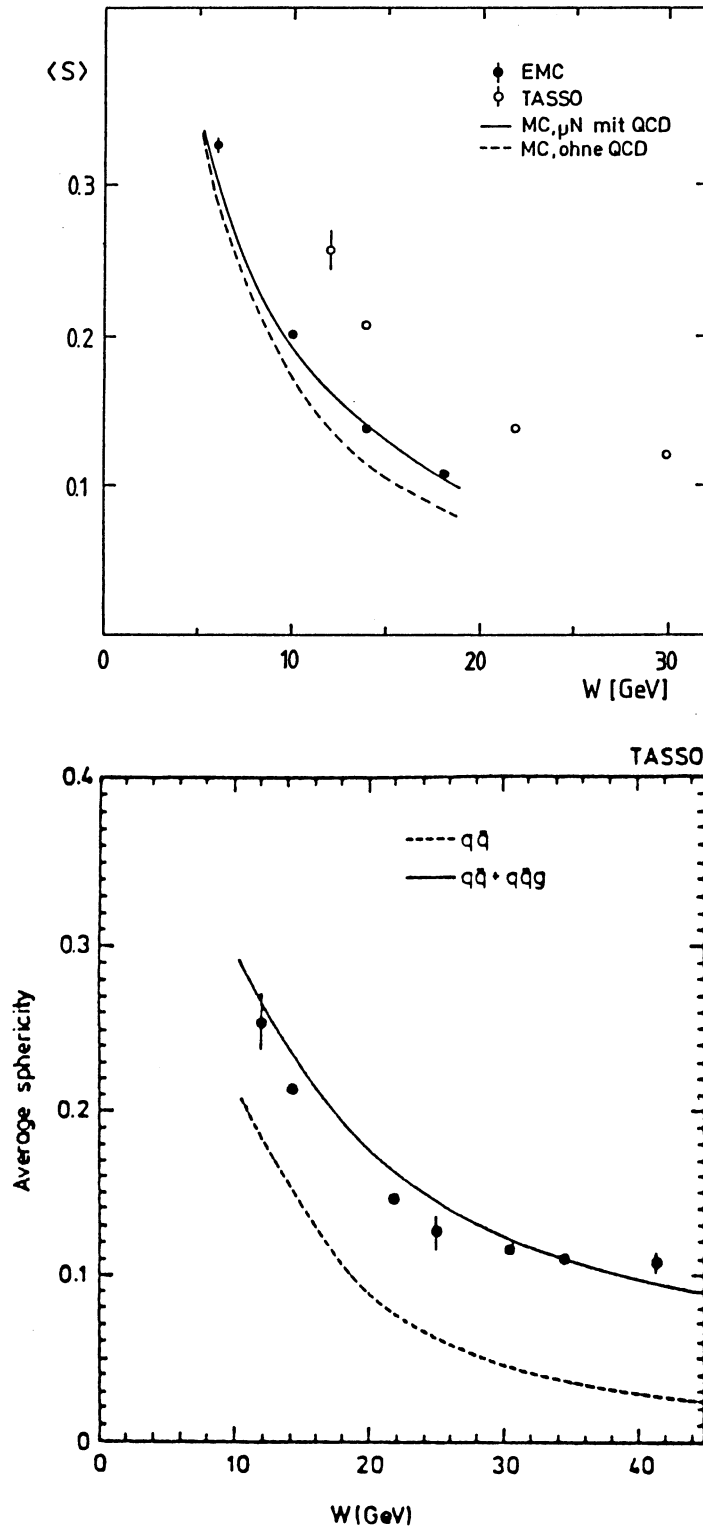 ⟨S⟩
EMC
TASSO
MC, μN mit QCD
MC, ohne QCD
0.3
0.2
0.1
0 10 20 30
W [GeV]
TASSO
0.4
qq̄
qq̄ + qq̄g
0.3
Average sphericity
0.2
0.1
0
0 10 20 30 40
W(GeV)